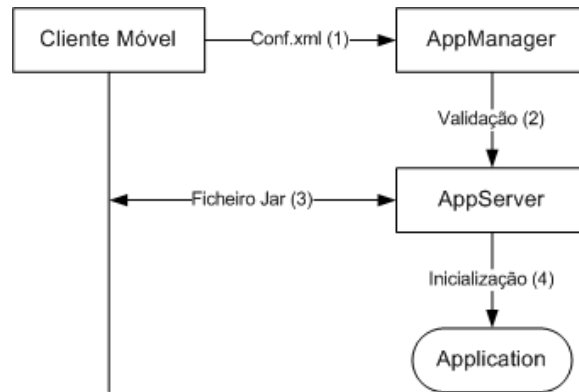 Cliente Móvel
Conf.xml (1)
AppManager
Validação (2)
Ficheiro Jar (3)
AppServer
Inicialização (4)
Application